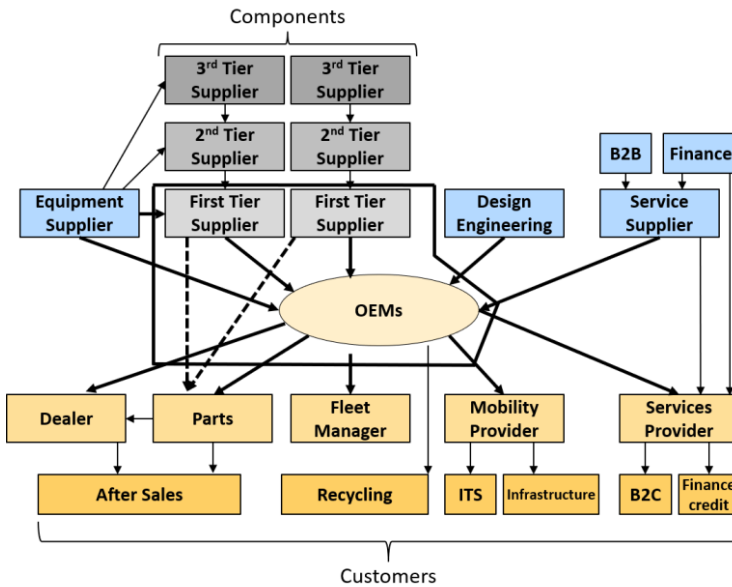 Components
3rd Tier
Supplier
3rd Tier
Supplier
2nd Tier
Supplier
2nd Tier
Supplier
B2B
Finance
Equipment
Supplier
First Tier
Supplier
First Tier
Supplier
Design
Engineering
Service
Supplier
OEMs
Dealer
Parts
Fleet
Manager
Mobility
Provider
Services
Provider
After Sales
Recycling
ITS
Infrastructure
B2C
Finance
credit
Customers